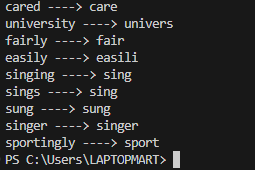 cared ----> care
university ----> univers
fairly ----> fair
easily ----> easili
singing ----> sing
sings ----> sing
sung ----> sung
singer ----> singer
sportingly ----> sport
PS C:\Users\LAPTOPMART>